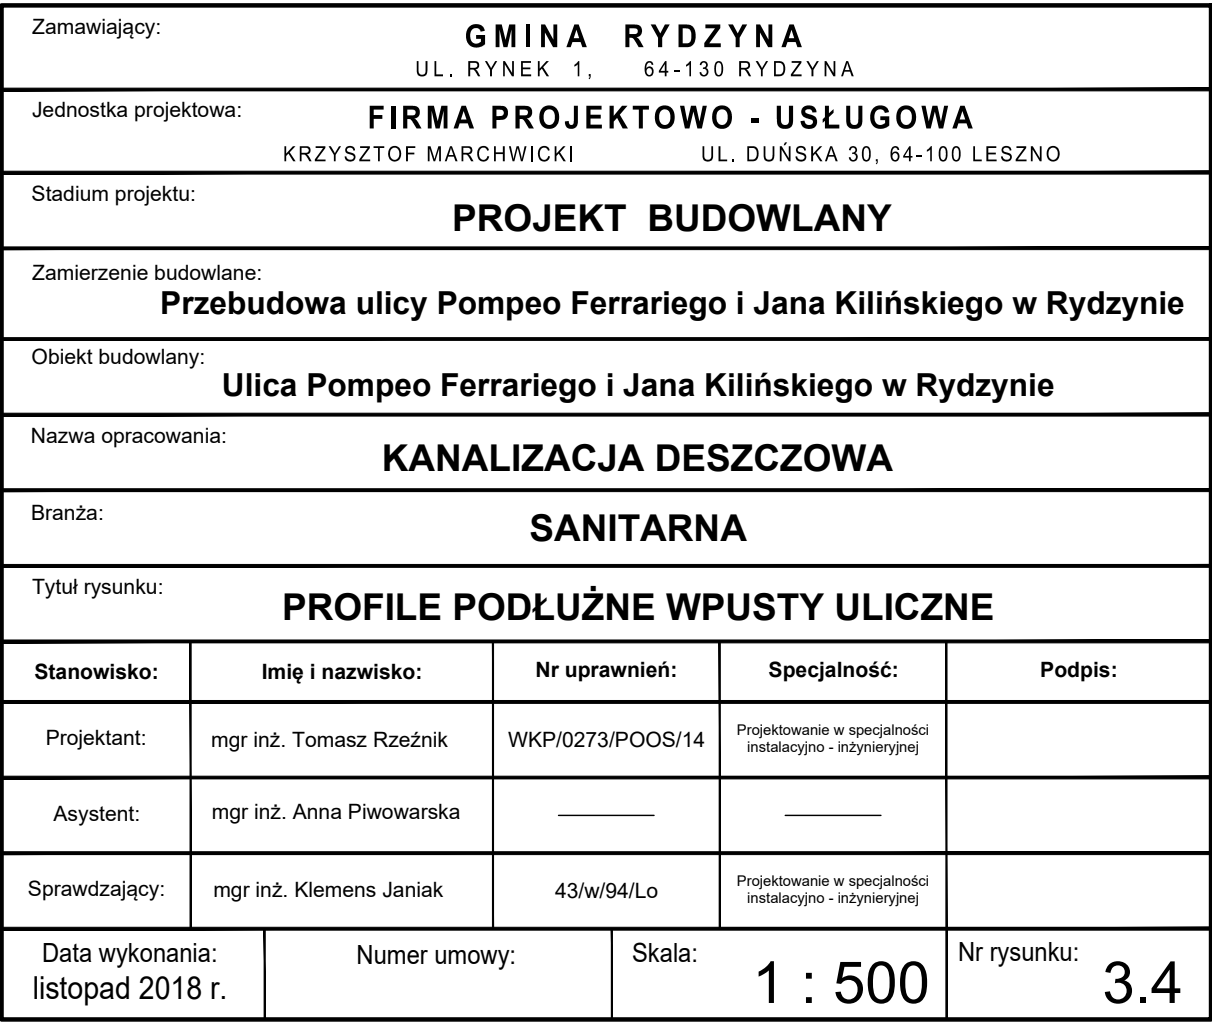 Zamawiający:
GMINA RYDZYNA
UL. RYNEK 1, 64-130 RYDZYNA
Jednostka projektowa:
FIRMA PROJEKTOWO - USŁUGOWA
KRZYSZTOF MARCHWICKI UL. DUŃSKA 30, 64-100 LESZNO
Stadium projektu:
PROJEKT BUDOWLANY
Zamierzenie budowlane:
Przebudowa ulicy Pompeo Ferrariego i Jana Kilińskiego w Rydzynie
Obiekt budowlany:
Ulica Pompeo Ferrariego i Jana Kilińskiego w Rydzynie
Nazwa opracowania:
KANALIZACJA DESZCZOWA
Branża:
SANITARNA
Tytuł rysunku:
PROFILE PODŁUŻNE WPUSTY ULICZNE
Stanowisko: Imię i nazwisko: Nr uprawnień: Specjalność: Podpis:
Projektant: mgr inż. Tomasz Rzeźnik WKP/0273/POOS/14 Projektowanie w specjalności
instalacyjno - inżynieryjnej
Asystent: mgr inż. Anna Piwowarska
Sprawdzający: mgr inż. Klemens Janiak 43/w/94/Lo Projektowanie w specjalności
instalacyjno - inżynieryjnej
Data wykonania:
listopad 2018 r.
Numer umowy:
Skala:
1 : 500
Nr rysunku:
3.4